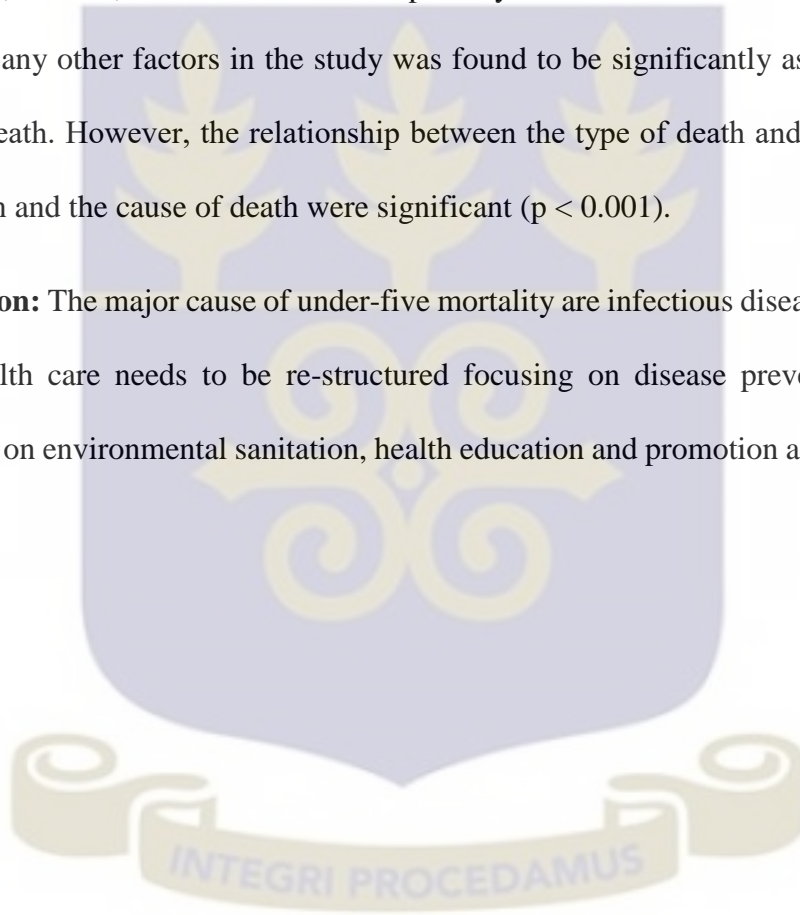 any other factors in the study was found to be significantly as
eath. However, the relationship between the type of death and
and the cause of death were significant (p < 0.001).
on: The major cause of under-five mortality are infectious disea
lth care needs to be re-structured focusing on disease preve
on environmental sanitation, health education and promotion a
INTEGRI PROCEDAMUS